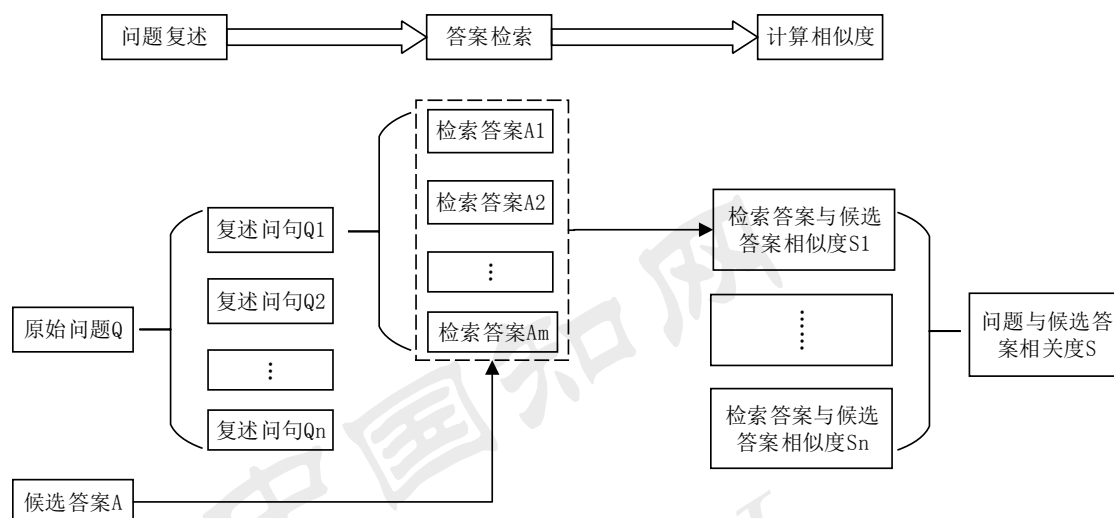 问题复述
答案检索
计算相似度
检索答案A1
检索答案A2
⋮
检索答案Am
复述问句Q1
复述问句Q2
⋮
复述问句Qn
原始问题Q
候选答案A
检索答案与候选
答案相似度S1
⋮
检索答案与候选
答案相似度Sn
问题与候选答
案相关度S
中国知网